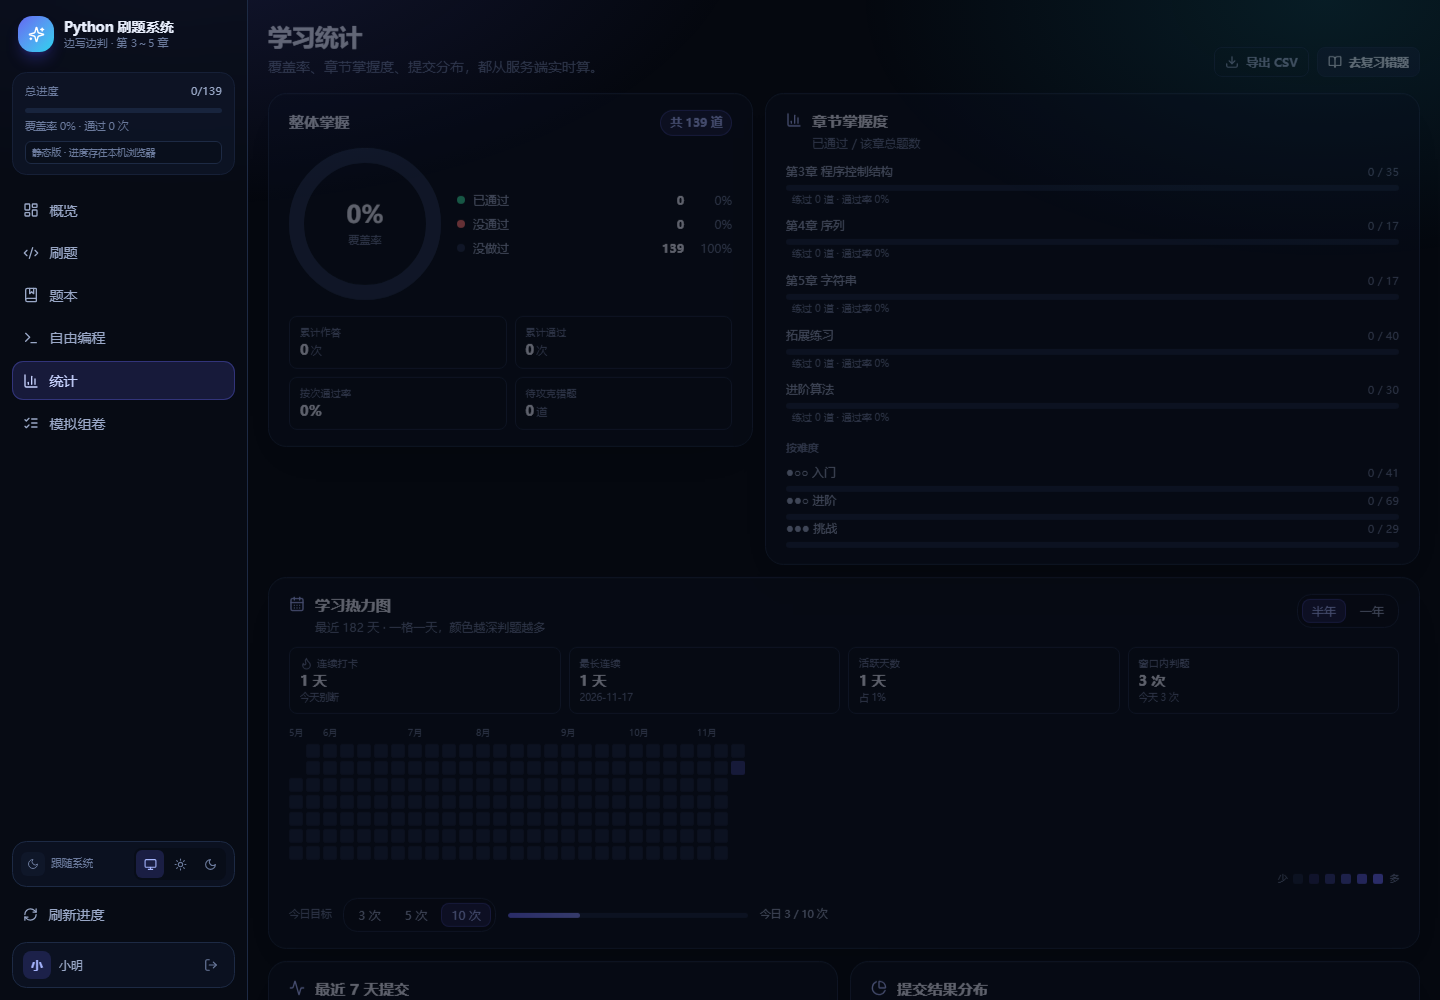 Python 刷题系统
边写边判 · 第 3 ~ 5 章
总进度 0/139
覆盖率 0% · 通过 0 次
静态版 · 进度存在本机浏览器
概览
刷题
题本
自由编程
统计
模拟组卷
跟随系统
刷新进度
小 小明
学习统计
覆盖率、章节掌握度、提交分布，都从服务端实时算。
导出 CSV
去复习错题
整体掌握
共 139 道
0%
覆盖率
已通过 0 0%
没通过 0 0%
没做过 139 100%
累计作答
0 次
累计通过
0 次
按次通过率
0%
待攻克错题
0 道
章节掌握度
已通过 / 该章总题数
第3章 程序控制结构 0 / 35
练过 0 道 · 通过率 0%
第4章 序列 0 / 17
练过 0 道 · 通过率 0%
第5章 字符串 0 / 17
练过 0 道 · 通过率 0%
拓展练习 0 / 40
练过 0 道 · 通过率 0%
进阶算法 0 / 30
练过 0 道 · 通过率 0%
按难度
●○○ 入门 0 / 41
●●○ 进阶 0 / 69
●●● 挑战 0 / 29
学习热力图
最近 182 天 · 一格一天，颜色越深判题越多
半年 一年
连续打卡
1 天
今天刚断
最长连续
1 天
2026-11-17
活跃天数
1 天
占 1%
窗口内判题
3 次
今天 3 次
5月 6月 7月 8月 9月 10月 11月
少 多
今日目标 3 次 5 次 10 次 今日 3 / 10 次
最近 7 天提交
提交结果分布